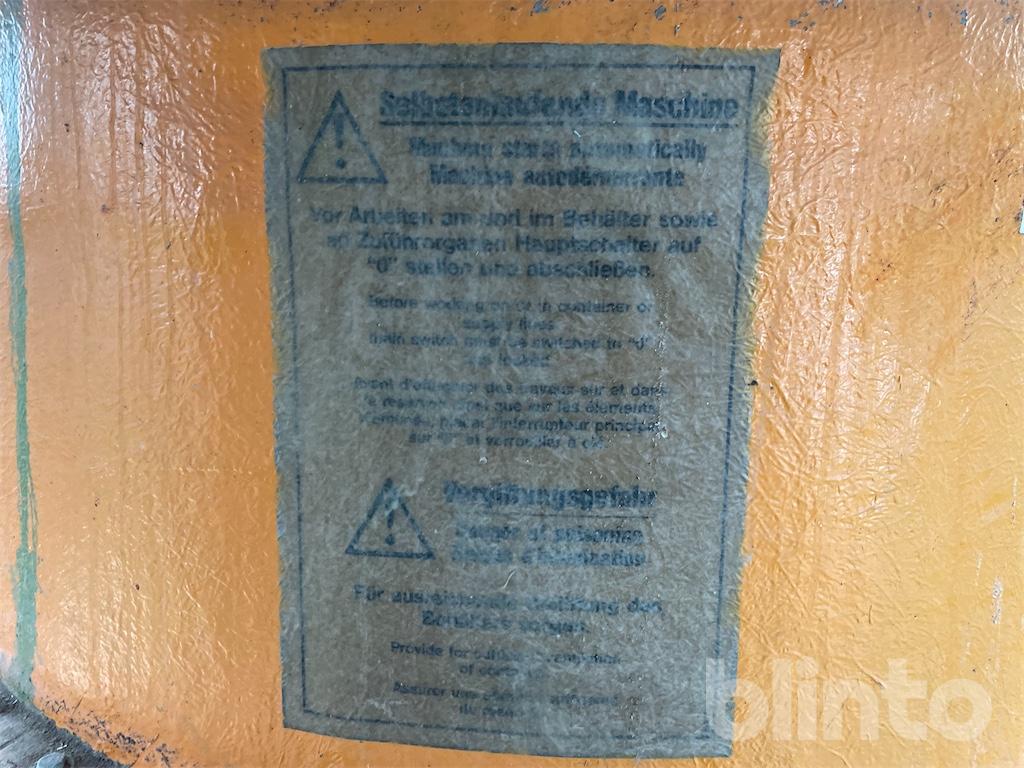 Selbstanlaufende Maschine
Machine starts automatically
Machine autodémarrante
Vor Arbeiten am und im Behälter sowie
an Zuführorganen Hauptschalter auf
"0" stellen und abschließen.
Before working on or in container or
supply lines
main switch must be switched to "0"
and locked
Avant d'effectuer des travaux sur et dans
le réservoir ainsi que sur les éléments
l'interrupteur principal
sur "0" et verrouiller à clé
Vergiftungsgefahr
Danger of poisoning
Danger d'intoxication
Für ausreichende Belüftung des
Behälters sorgen.
Provide for sufficient ventilation
of container
Assurer une
du
blinto